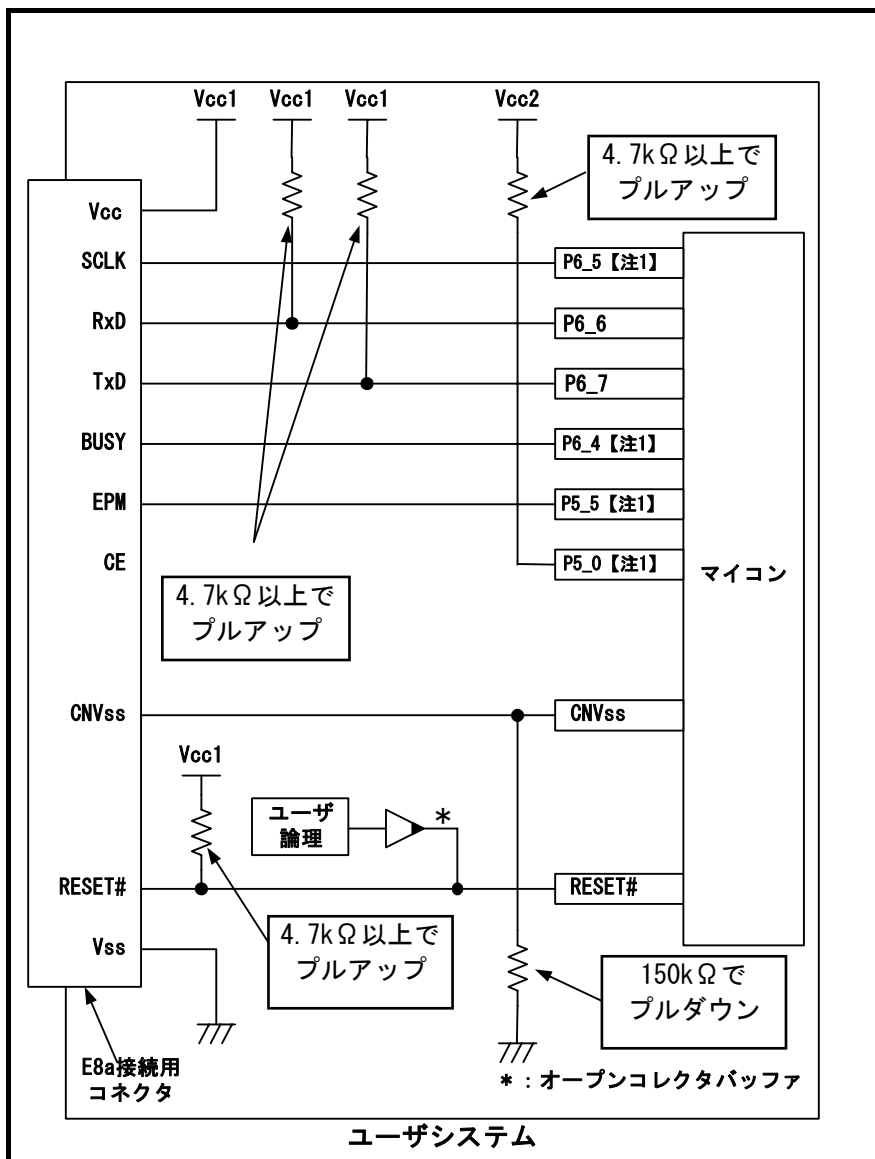 Vcc1 Vcc1 Vcc1 Vcc2
4.7kΩ以上で
プルアップ
Vcc
SCLK
P6_5【注1】
RxD
P6_6
TxD
P6_7
BUSY
P6_4【注1】
EPM
P5_5【注1】
CE
P5_0【注1】
マイコン
4.7kΩ以上で
プルアップ
CNVss
CNVss
Vcc1
ユーザ
論理
*
RESET#
RESET#
Vss
4.7kΩ以上で
プルアップ
150kΩで
プルダウン
E8a接続用
コネクタ
* : オープンコレクタバッファ
ユーザシステム